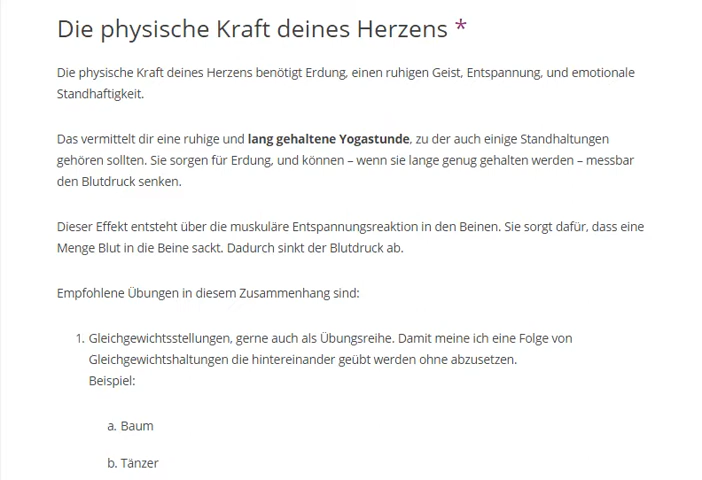 Die physische Kraft deines Herzens *
Die physische Kraft deines Herzens benötigt Erdung, einen ruhigen Geist, Entspannung, und emotionale
Standhaftigkeit.
Das vermittelt dir eine ruhige und lang gehaltene Yogastunde, zu der auch einige Standhaltungen
gehören sollten. Sie sorgen für Erdung, und können – wenn sie lange genug gehalten werden – messbar
den Blutdruck senken.
Dieser Effekt entsteht über die muskuläre Entspannungsreaktion in den Beinen. Sie sorgt dafür, dass eine
Menge Blut in die Beine sackt. Dadurch sinkt der Blutdruck ab.
Empfohlene Übungen in diesem Zusammenhang sind:
1. Gleichgewichtsstellungen, gerne auch als Übungsreihe. Damit meine ich eine Folge von
Gleichgewichtshaltungen die hintereinander geübt werden ohne abzusetzen.
Beispiel:
a. Baum
b. Tänzer